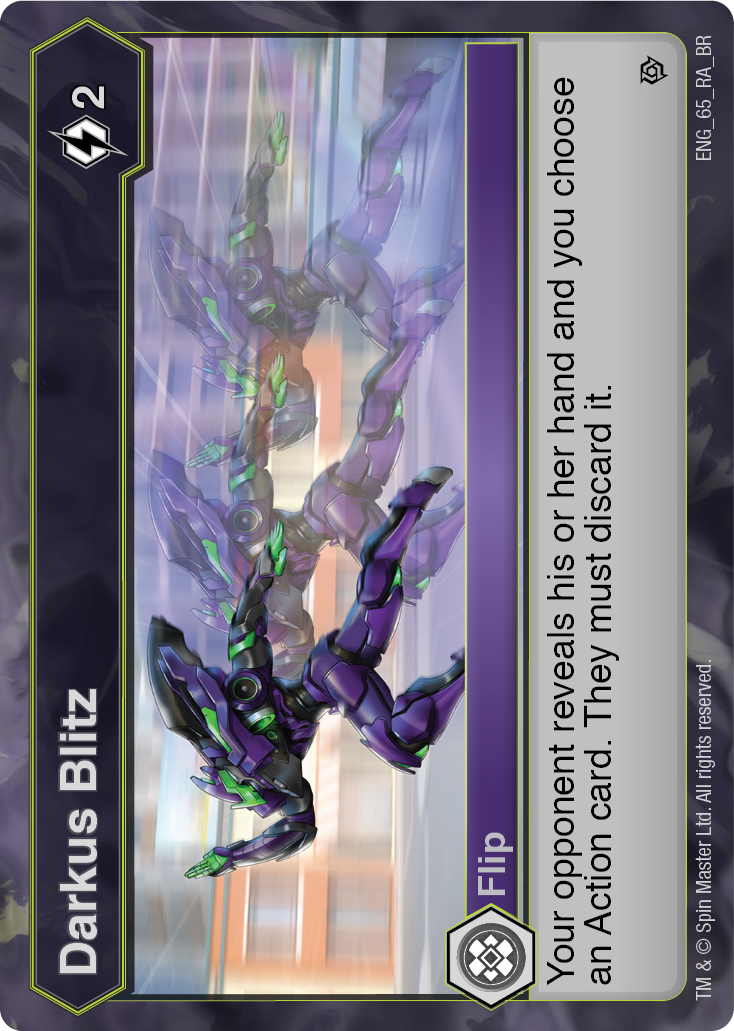 Darkus Blitz 2
Flip
Your opponent reveals his or her hand and you choose
an Action card. They must discard it.
TM & © Spin Master Ltd. All rights reserved. ENG_65_RA_BR